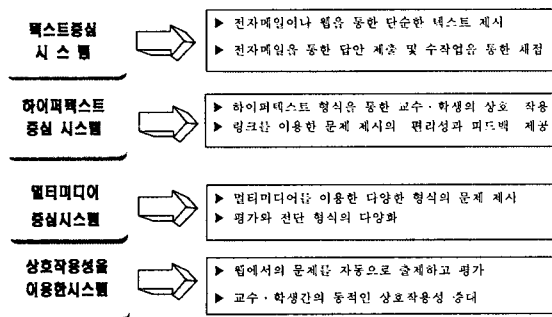 텍스트중심
시 스 템
▶ 전자메일이나 웹을 통한 단순한 텍스트 제시
▶ 전자메일을 통한 답안 제출 및 수작업을 통한 채점
하이퍼텍스트
중심 시스템
▶ 하이퍼텍스트 형식을 통한 교수·학생의 상호 작용
▶ 링크를 이용한 문제 제시의 편리성과 피드백 제공
멀티미디어
중심시스템
▶ 멀티미디어를 이용한 다양한 형식의 문제 제시
▶ 평가와 전단 형식의 다양화
상호작용성을
이용한시스템
▶ 웹에서의 문제를 자동으로 출제하고 평가
▶ 교수·학생간의 동적인 상호작용성 증대